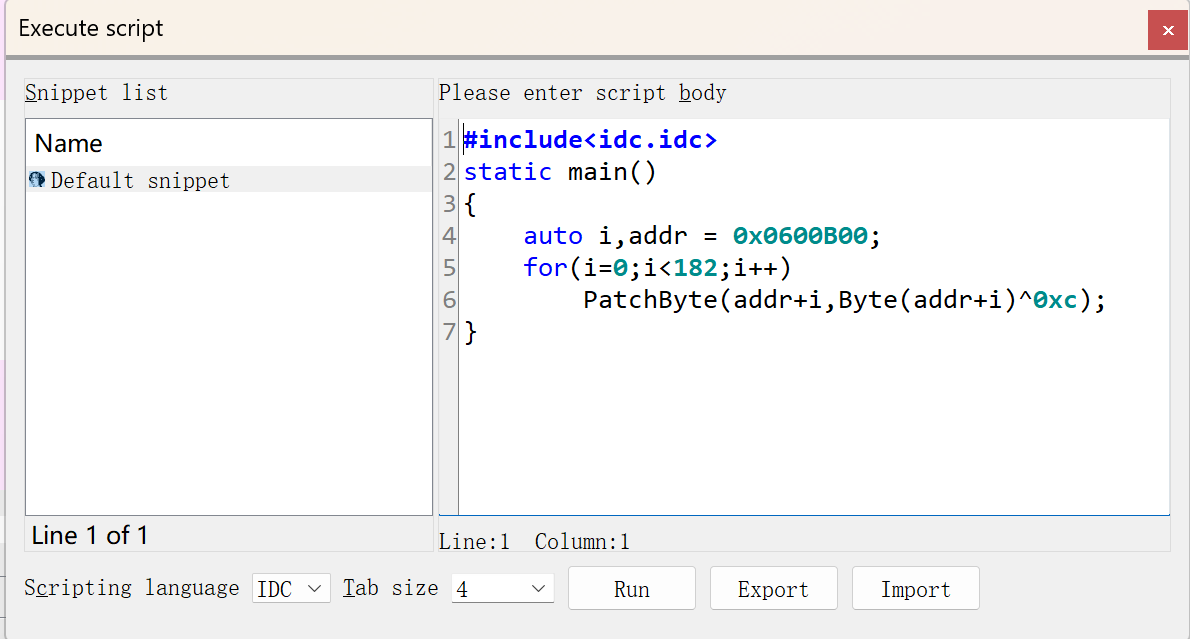 Execute script
Snippet list
Name
Default snippet
Line 1 of 1
Please enter script body
1 #include<idc.idc>
2 static main()
3 {
4     auto i,addr = 0x0600B00;
5     for(i=0;i<182;i++)
6         PatchByte(addr+i,Byte(addr+i)^0xc);
7 }
Line:1  Column:1
Scripting language IDC Tab size 4 Run Export Import